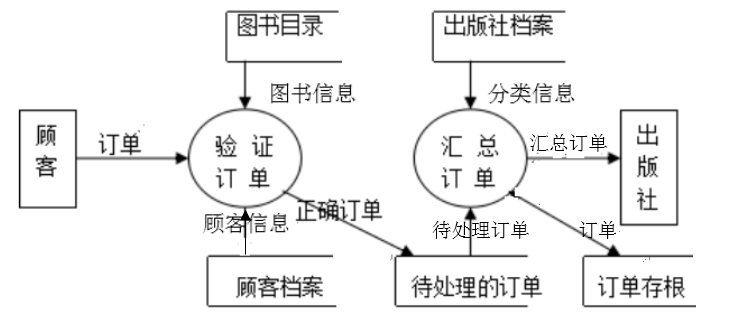 图书目录
出版社档案
图书信息
分类信息
顾客
订单
验证订单
汇总订单
汇总订单
出版社
顾客信息
正确订单
待处理订单
订单
顾客档案
待处理的订单
订单存根